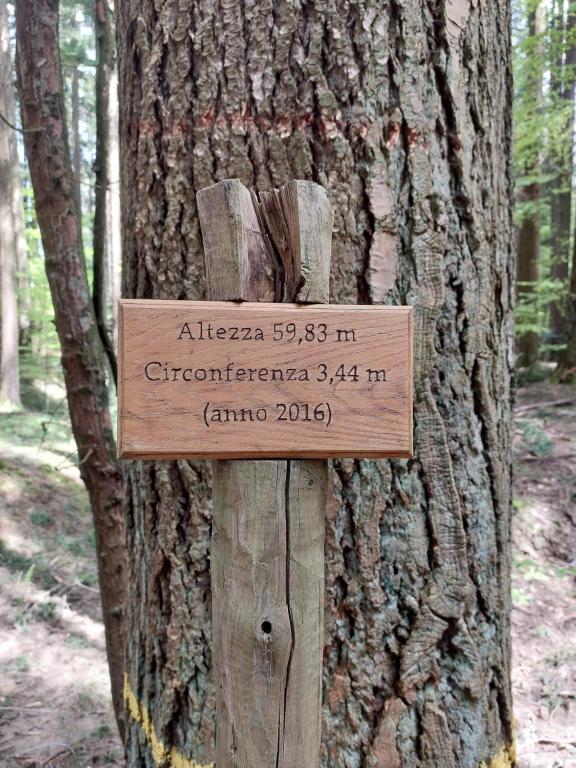 Altezza 59,83 m
Circonferenza 3,44 m
(anno 2016)